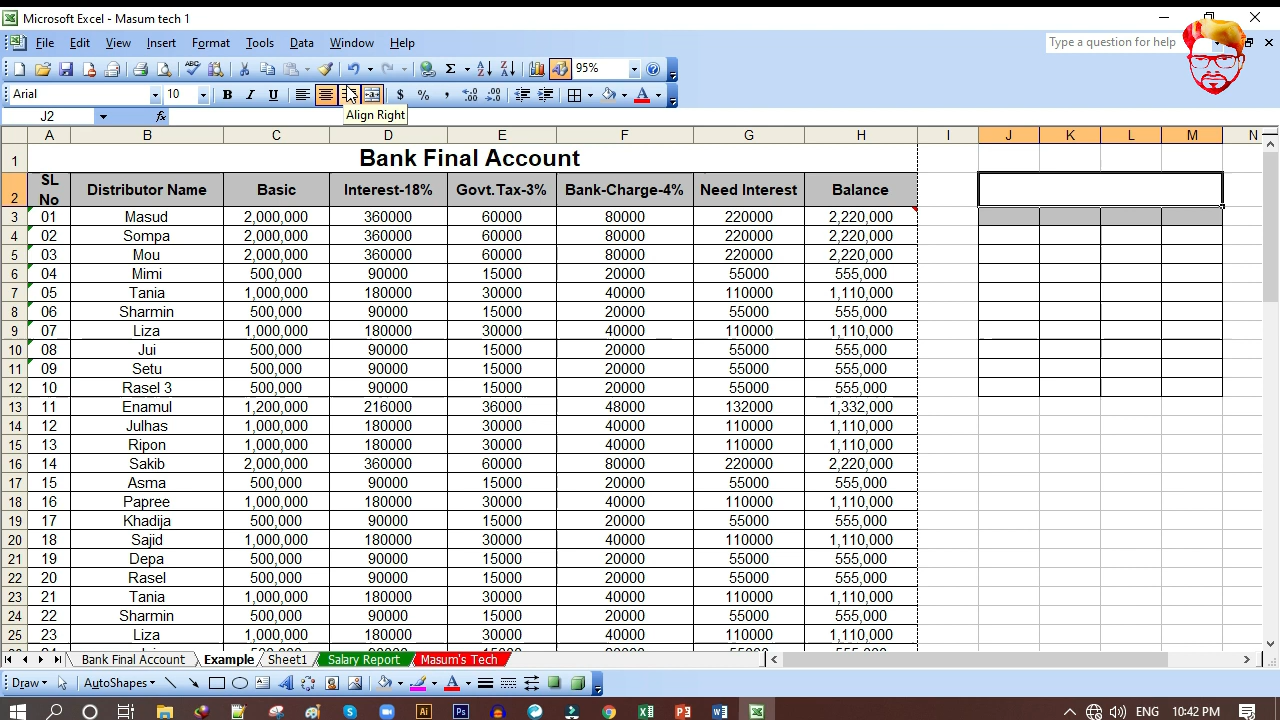 Microsoft Excel - Masum tech 1
File Edit View Insert Format Tools Data Window Help Type a question for help
95%
Arial 10 B I U $ % ,
Align Right
J2 fx
A B C D E F G H I J K L M N
1 Bank Final Account
2 SL No Distributor Name Basic Interest-18% Govt.Tax-3% Bank-Charge-4% Need Interest Balance
3 01 Masud 2,000,000 360000 60000 80000 220000 2,220,000
4 02 Sompa 2,000,000 360000 60000 80000 220000 2,220,000
5 03 Mou 2,000,000 360000 60000 80000 220000 2,220,000
6 04 Mimi 500,000 90000 15000 20000 55000 555,000
7 05 Tania 1,000,000 180000 30000 40000 110000 1,110,000
8 06 Sharmin 500,000 90000 15000 20000 55000 555,000
9 07 Liza 1,000,000 180000 30000 40000 110000 1,110,000
10 08 Jui 500,000 90000 15000 20000 55000 555,000
11 09 Setu 500,000 90000 15000 20000 55000 555,000
12 10 Rasel 3 500,000 90000 15000 20000 55000 555,000
13 11 Enamul 1,200,000 216000 36000 48000 132000 1,332,000
14 12 Julhas 1,000,000 180000 30000 40000 110000 1,110,000
15 13 Ripon 1,000,000 180000 30000 40000 110000 1,110,000
16 14 Sakib 2,000,000 360000 60000 80000 220000 2,220,000
17 15 Asma 500,000 90000 15000 20000 55000 555,000
18 16 Papree 1,000,000 180000 30000 40000 110000 1,110,000
19 17 Khadija 500,000 90000 15000 20000 55000 555,000
20 18 Sajid 1,000,000 180000 30000 40000 110000 1,110,000
21 19 Depa 500,000 90000 15000 20000 55000 555,000
22 20 Rasel 500,000 90000 15000 20000 55000 555,000
23 21 Tania 1,000,000 180000 30000 40000 110000 1,110,000
24 22 Sharmin 500,000 90000 15000 20000 55000 555,000
25 23 Liza 1,000,000 180000 30000 40000 110000 1,110,000
Bank Final Account Example Sheet1 Salary Report Masum's Tech
Draw AutoShapes
ENG 10:42 PM